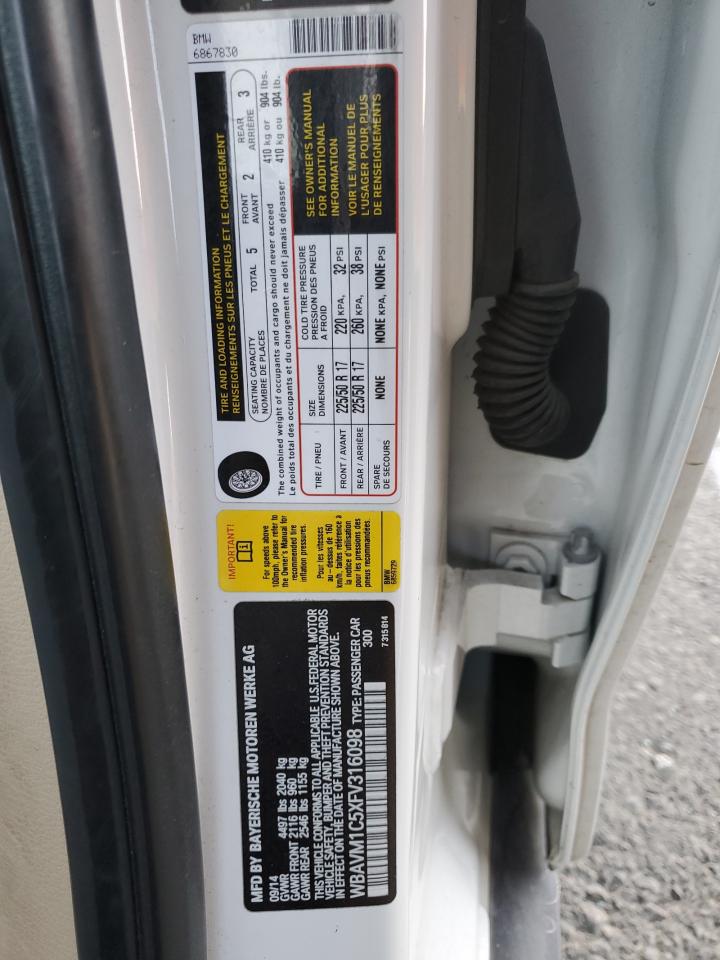 BMW
6867830
TIRE AND LOADING INFORMATION
RENSEIGNEMENTS SUR LES PNEUS ET LE CHARGEMENT
SEATING CAPACITY
NOMBRE DE PLACES
TOTAL 5
FRONT
AVANT 2
REAR
ARRIÈRE 3
The combined weight of occupants and cargo should never exceed 410 kg or 904 lbs.
Le poids total des occupants et du chargement ne doit jamais dépasser 410 kg ou 904 lb.
TIRE / PNEU
SIZE
DIMENSIONS
COLD TIRE PRESSURE
PRESSION DES PNEUS
A FROID
FRONT / AVANT 225/50 R 17 220 KPA, 32 PSI
REAR / ARRIÈRE 225/50 R 17 260 KPA, 38 PSI
SPARE
DE SECOURS NONE NONE KPA, NONE PSI
SEE OWNER'S MANUAL
FOR ADDITIONAL
INFORMATION
VOIR LE MANUEL DE
L'USAGER POUR PLUS
DE RENSEIGNEMENTS
IMPORTANT!
For speeds above
100mph, please refer to
the Owner's Manual for
recommended tire
inflation pressures.
Pour les vitesses
au-dessus de 160
km/h, faites référence à
la notice d'utilisation
pour les pressions des
pneus recommandées.
BMW
MFD BY BAYERISCHE MOTOREN WERKE AG
09/14
GVWR 4497 lbs 2040 kg
GAWR FRONT 2116 lbs 960 kg
GAWR REAR 2546 lbs 1155 kg
THIS VEHICLE CONFORMS TO ALL APPLICABLE U.S.FEDERAL MOTOR
VEHICLE SAFETY, BUMPER AND THEFT PREVENTION STANDARDS
IN EFFECT ON THE DATE OF MANUFACTURE SHOWN ABOVE.
WBAVM1C5XFV316098 TYPE:PASSENGER CAR
300
7315814